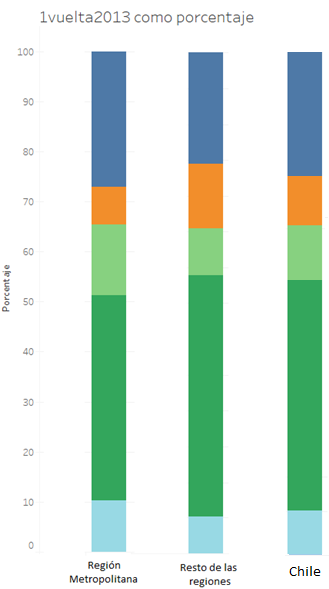 1vuelta2013 como porcentaje
100
90
80
70
60
50
40
30
20
10
0
Porcentaje
Región
Metropolitana
Resto de las
regiones
Chile